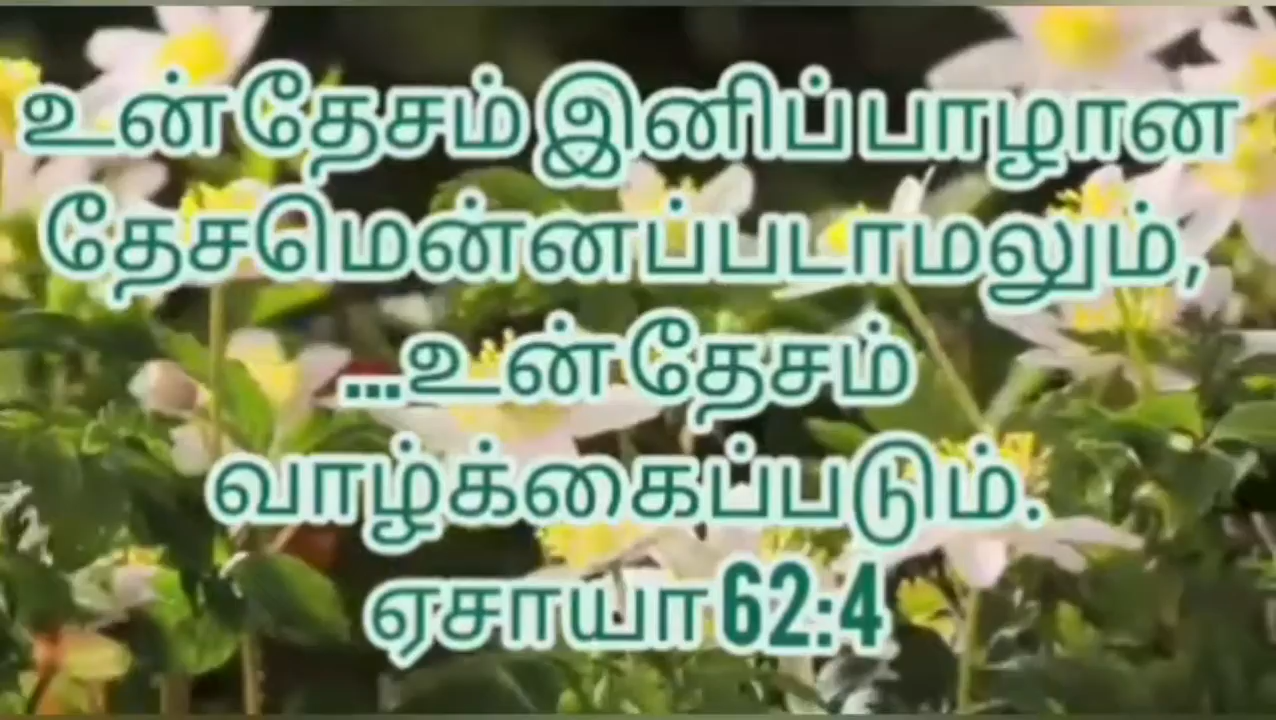 உன் தேசம் இனிப் பாழான
தேசமென்னப்படாமலும்,
...உன் தேசம்
வாழ்க்கைப்படும்.
ஏசாயா 62:4